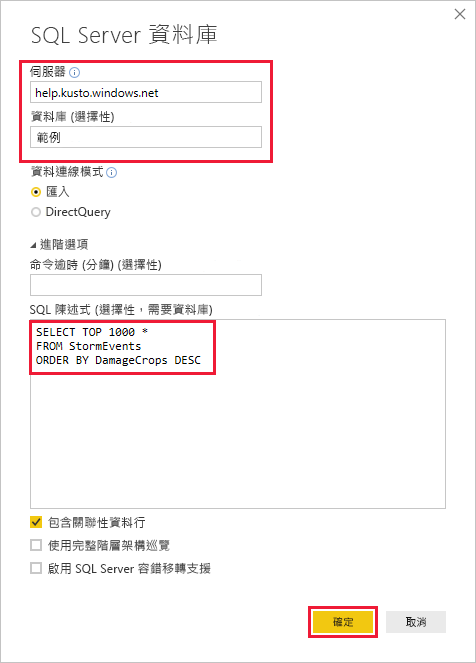 SQL Server 資料庫
伺服器
help.kusto.windows.net
資料庫 (選擇性)
範例
資料連線模式
匯入
DirectQuery
進階選項
命令逾時 (分鐘) (選擇性)
SQL 陳述式 (選擇性，需要資料庫)
SELECT TOP 1000 *
FROM StormEvents
ORDER BY DamageCrops DESC
包含關聯性資料行
使用完整階層架構巡覽
啟用 SQL Server 容錯移轉支援
確定
取消